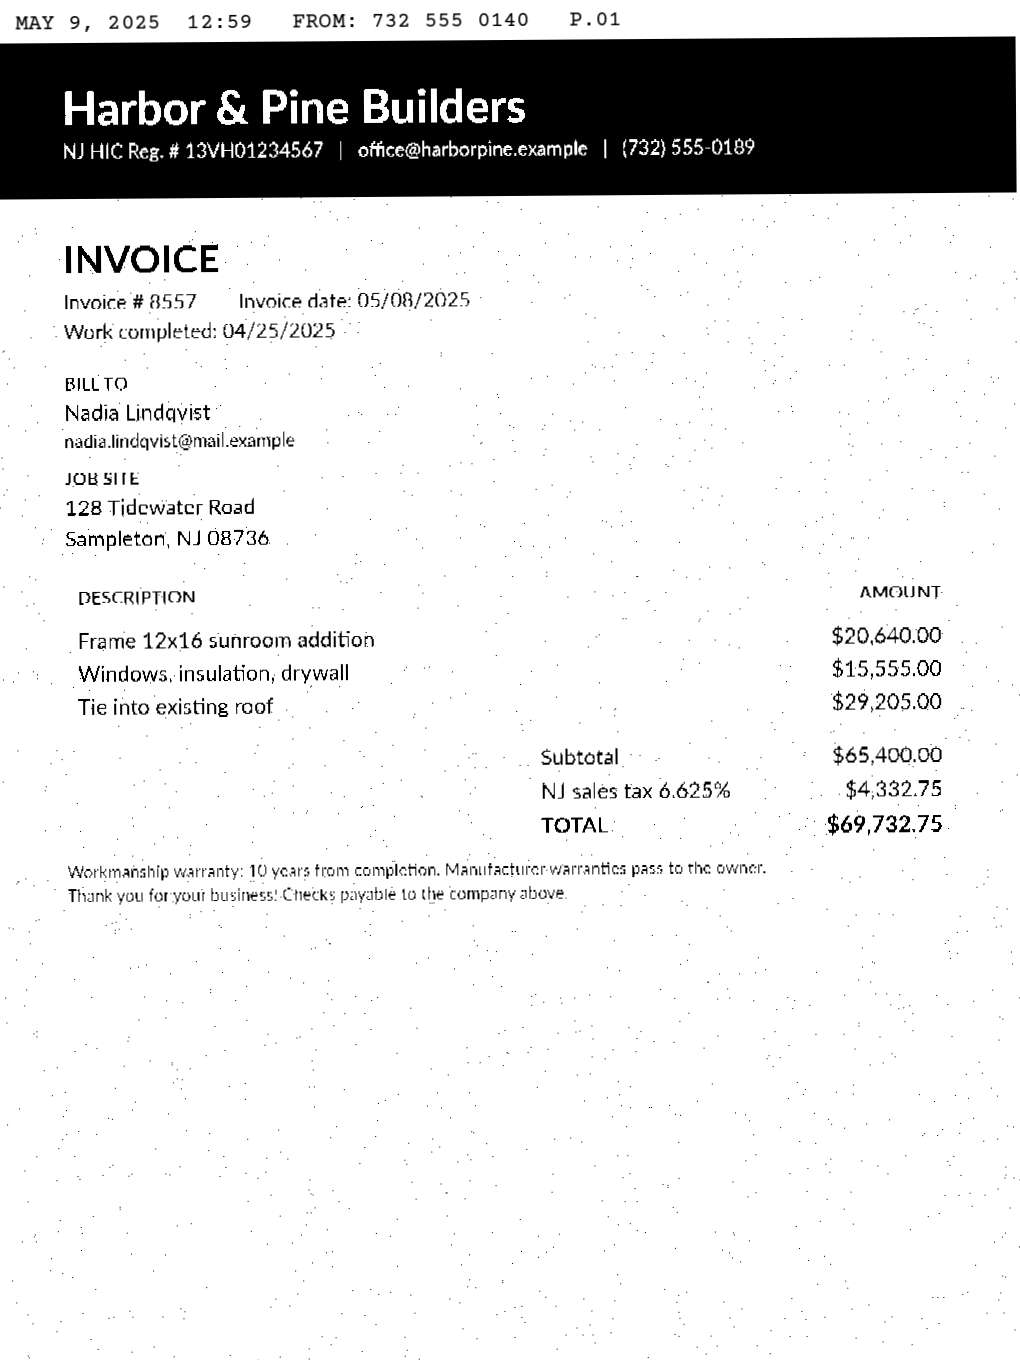 MAY 9, 2025 12:59 FROM: 732 555 0140 P.01
Harbor & Pine Builders
NJ HIC Reg. # 13VH01234567 | office@harborpine.example | (732) 555-0189
INVOICE
Invoice # 8557 Invoice date: 05/08/2025
Work completed: 04/25/2025
BILL TO
Nadia Lindqvist
nadia.lindqvist@mail.example
JOB SITE
128 Tidewater Road
Sampleton, NJ 08736
DESCRIPTION AMOUNT
Frame 12x16 sunroom addition $20,640.00
Windows, insulation, drywall $15,555.00
Tie into existing roof $29,205.00
Subtotal $65,400.00
NJ sales tax 6.625% $4,332.75
TOTAL $69,732.75
Workmanship warranty: 10 years from completion. Manufacturer warranties pass to the owner.
Thank you for your business! Checks payable to the company above.